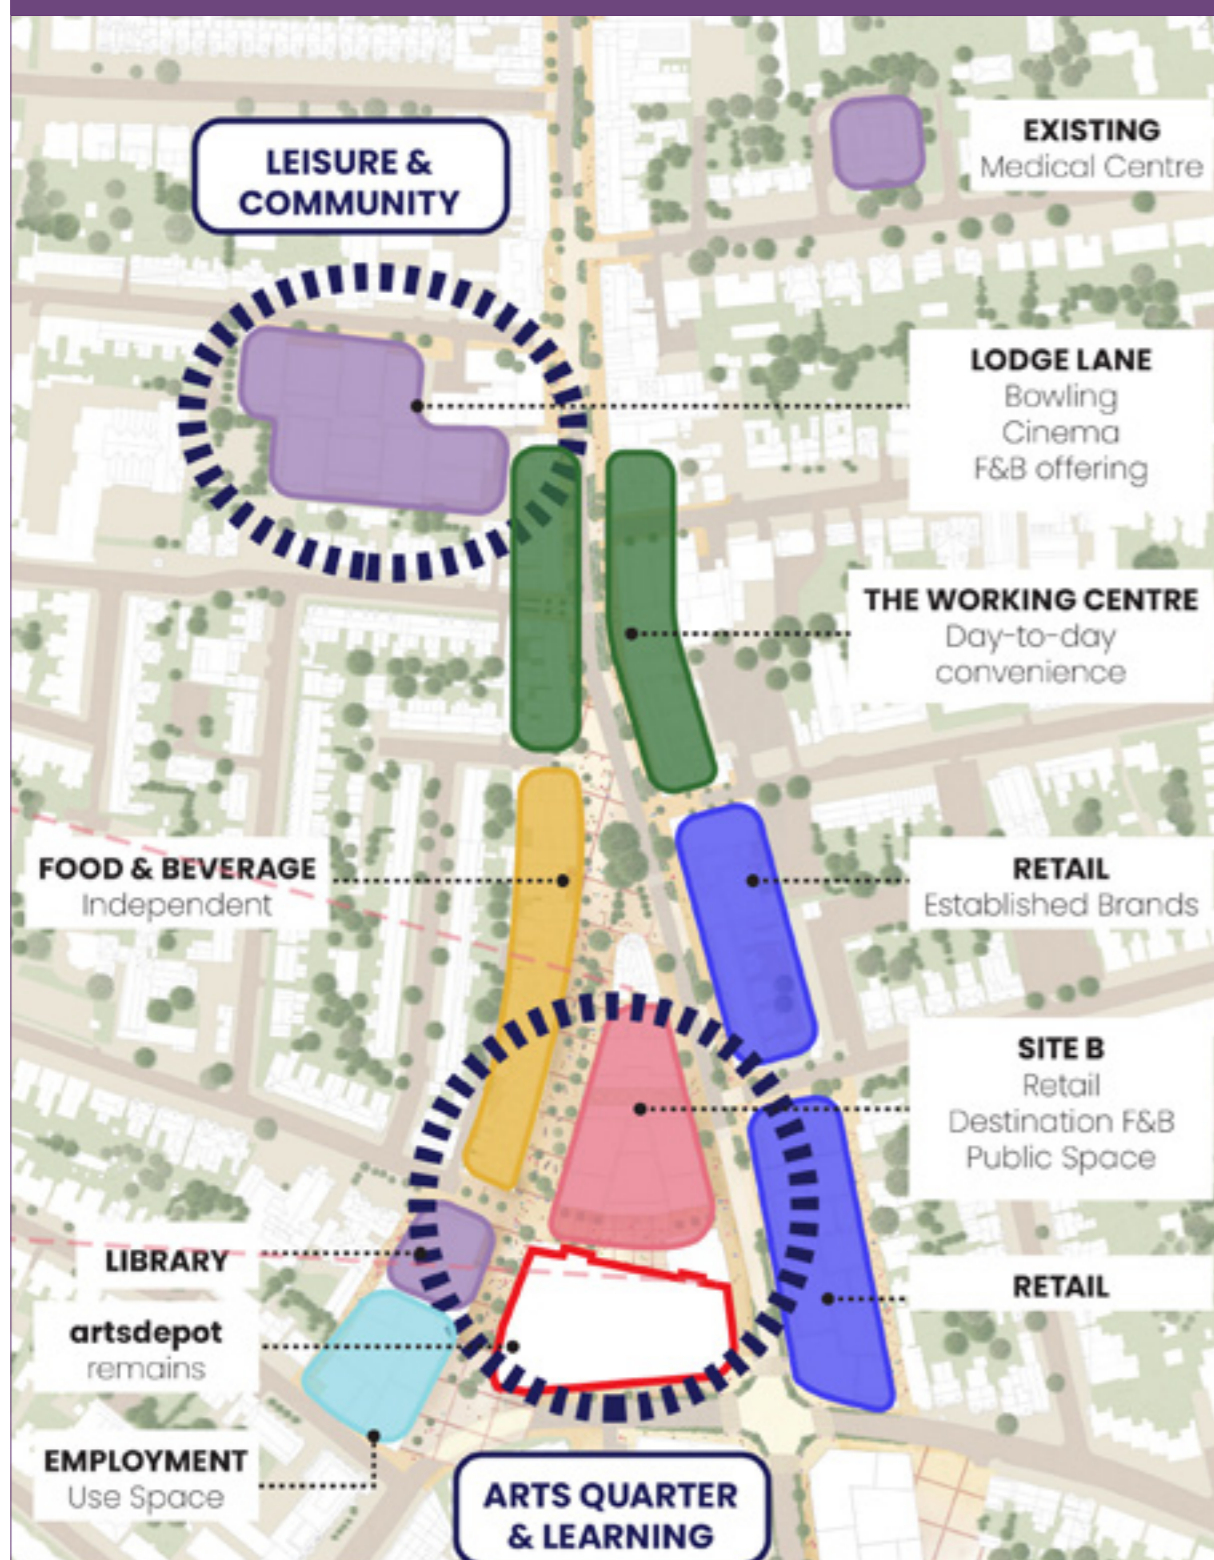 LEISURE &
COMMUNITY
EXISTING
Medical Centre
LODGE LANE
Bowling
Cinema
F&B offering
THE WORKING CENTRE
Day-to-day
convenience
FOOD & BEVERAGE
Independent
RETAIL
Established Brands
SITE B
Retail
Destination F&B
Public Space
LIBRARY
RETAIL
artsdepot
remains
EMPLOYMENT
Use Space
ARTS QUARTER
& LEARNING